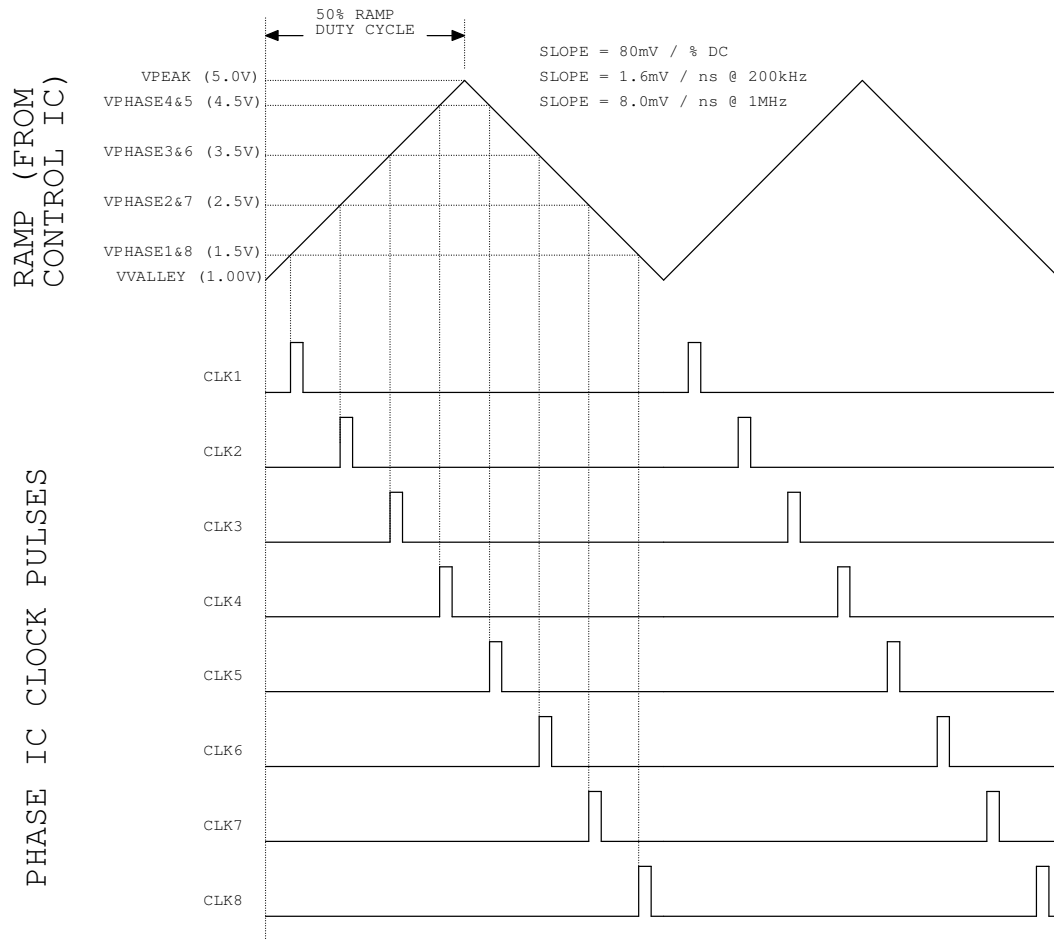 50% RAMP
DUTY CYCLE
SLOPE = 80mV / % DC
SLOPE = 1.6mV / ns @ 200kHz
SLOPE = 8.0mV / ns @ 1MHz
RAMP (FROM
CONTROL IC)
VPEAK (5.0V)
VPHASE4&5 (4.5V)
VPHASE3&6 (3.5V)
VPHASE2&7 (2.5V)
VPHASE1&8 (1.5V)
VVALLEY (1.00V)
PHASE IC CLOCK PULSES
CLK1
CLK2
CLK3
CLK4
CLK5
CLK6
CLK7
CLK8